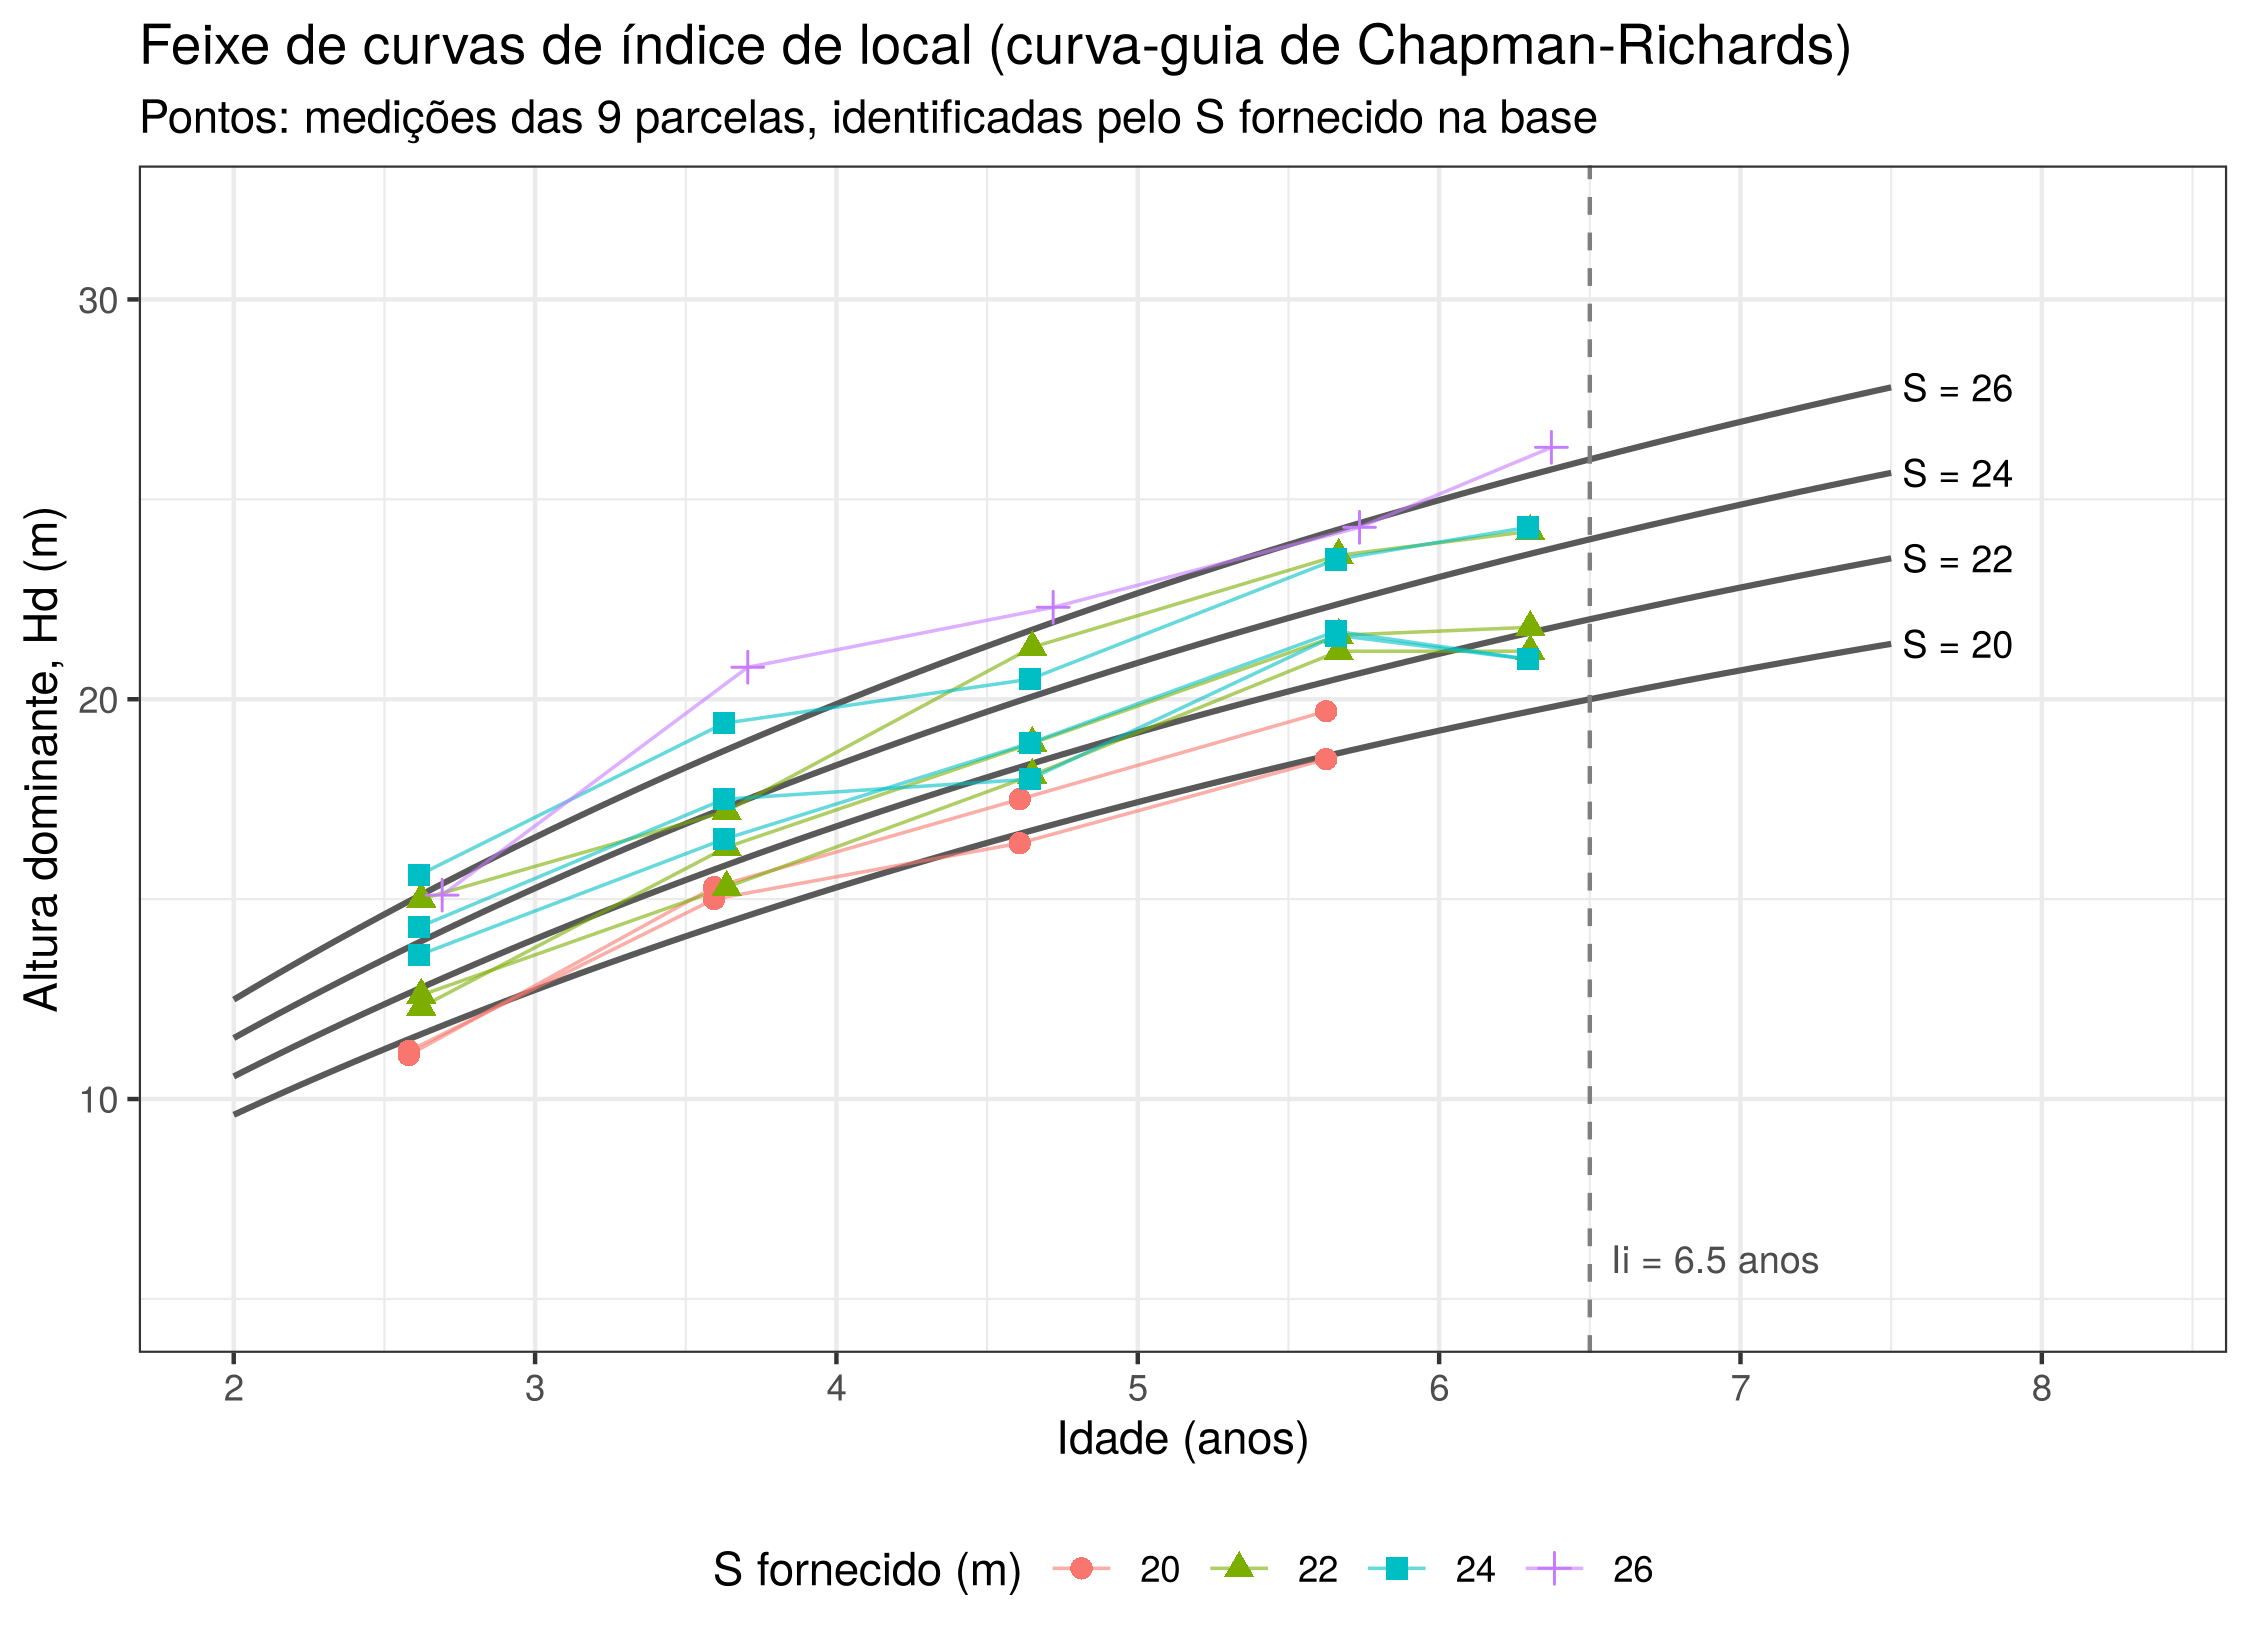 Feixe de curvas de índice de local (curva-guia de Chapman-Richards)
Pontos: medições das 9 parcelas, identificadas pelo S fornecido na base
Altura dominante, Hd (m)
30
20
10
S = 26
S = 24
S = 22
S = 20
Ii = 6.5 anos
2 3 4 5 6 7 8
Idade (anos)
S fornecido (m) 20 22 24 26